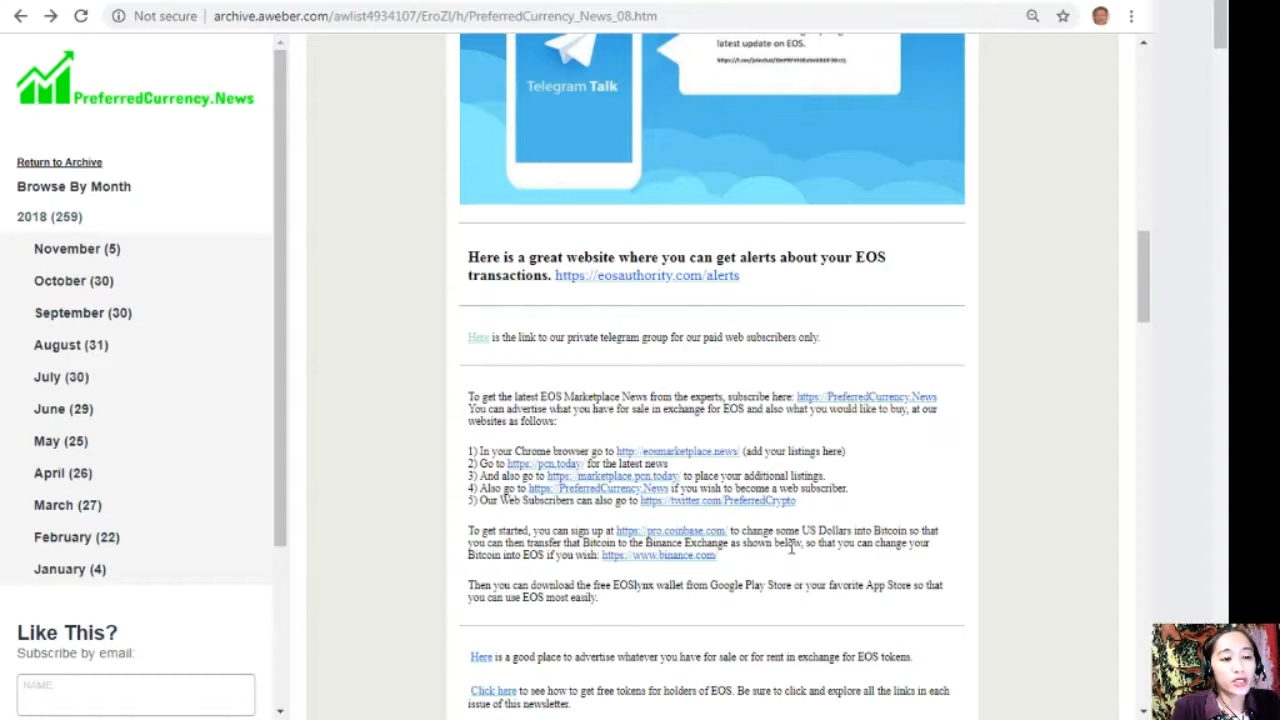 Not secure
archive.aweber.com/awlist4934107/EroZI/h/PreferredCurrency_News_08.htm
PreferredCurrency.News
Return to Archive
Browse By Month
2018 (259)
November (5)
October (30)
September (30)
August (31)
July (30)
June (29)
May (25)
April (26)
March (27)
February (22)
January (4)
Like This?
Subscribe by email:
NAME
latest update on EOS.
Telegram Talk
Here is a great website where you can get alerts about your EOS
transactions. https://eosauthority.com/alerts
Here is the link to our private telegram group for our paid web subscribers only.
To get the latest EOS Marketplace News from the experts, subscribe here: https://PreferredCurrency.News
You can advertise what you have for sale in exchange for EOS and also what you would like to buy, at our
websites as follows:
1) In your Chrome browser go to http://eosmarketplace.news/ (add your listings here)
2) Go to https://pcn.today/ for the latest news
3) And also go to https://marketplace.pcn.today/ to place your additional listings.
4) Also go to https://PreferredCurrency.News if you wish to become a web subscriber.
5) Our Web Subscribers can also go to https://twitter.com/PreferredCrypto
To get started, you can sign up at https://pro.coinbase.com/ to change some US Dollars into Bitcoin so that
you can then transfer that Bitcoin to the Binance Exchange as shown below, so that you can change your
Bitcoin into EOS if you wish: https://www.binance.com/
Then you can download the free EOSlynx wallet from Google Play Store or your favorite App Store so that
you can use EOS most easily.
Here is a good place to advertise whatever you have for sale or for rent in exchange for EOS tokens.
Click here to see how to get free tokens for holders of EOS. Be sure to click and explore all the links in each
issue of this newsletter.